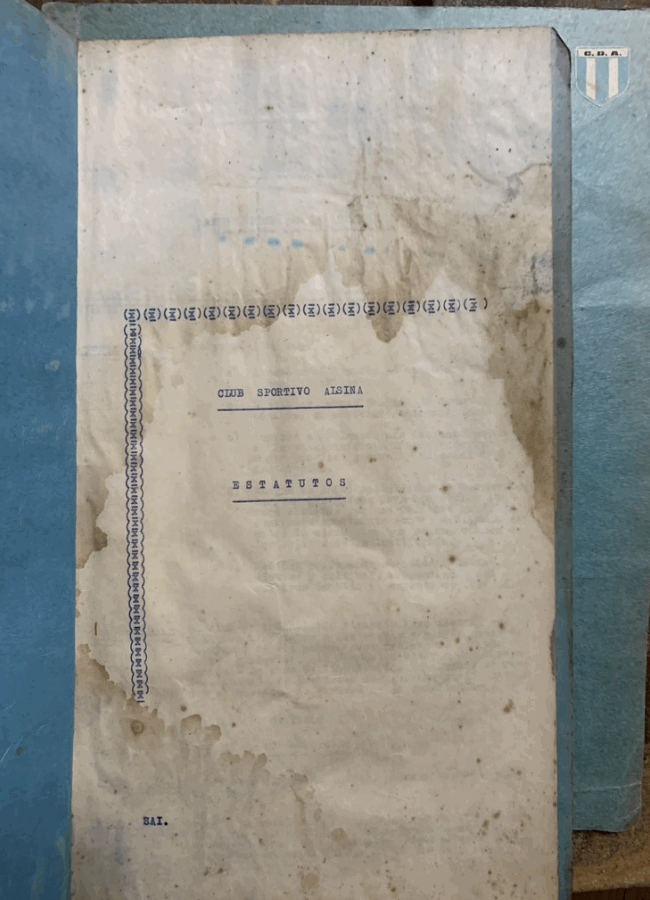 C. D. A.
CLUB SPORTIVO ALSINA
ESTATUTOS
SAI.